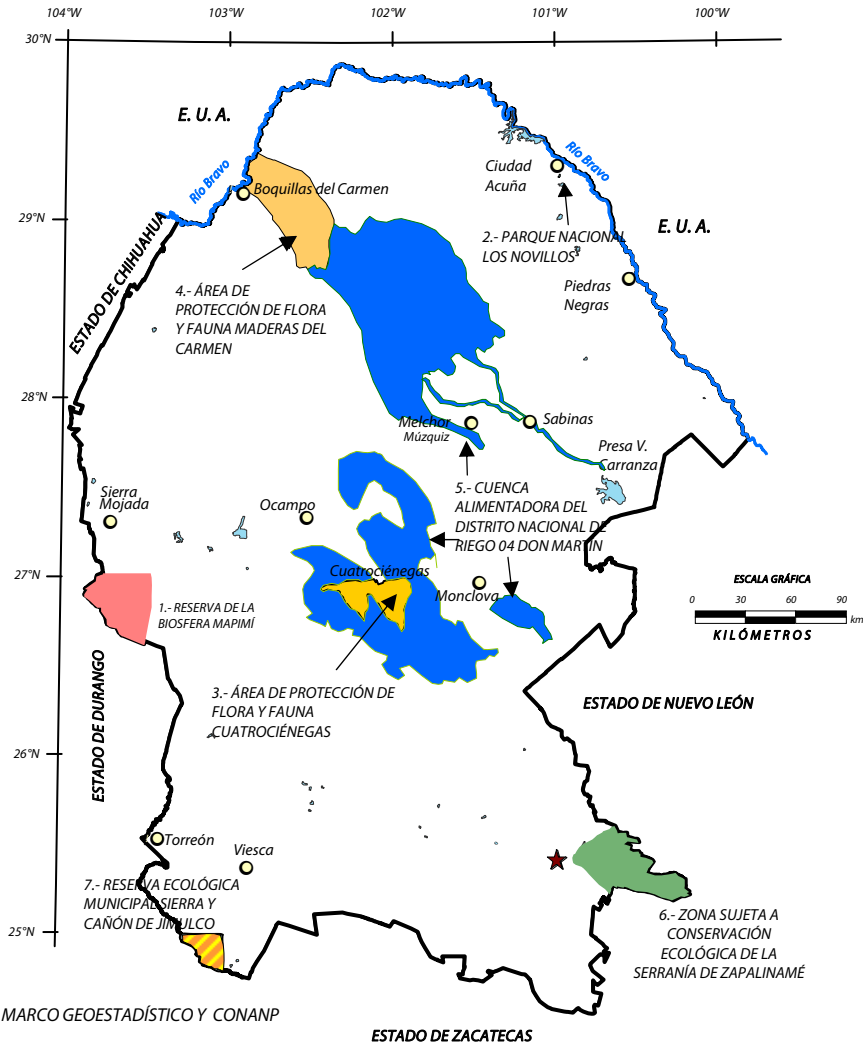 104°W
103°W
102°W
101°W
100°W
30°N
E. U. A.
Río Bravo
Boquillas del Carmen
Ciudad
Acuña
Río Bravo
29°N
E. U. A.
2.- PARQUE NACIONAL
LOS NOVILLOS
ESTADO DE CHIHUAHUA
4.- ÁREA DE
PROTECCIÓN DE FLORA
Y FAUNA MADERAS DEL
CARMEN
Piedras
Negras
28°N
Melchor
Múzquiz
Sabinas
Presa V.
Carranza
Sierra
Mojada
Ocampo
5.- CUENCA
ALIMENTADORA DEL
DISTRITO NACIONAL DE
RIEGO 04 DON MARTIN
27°N
Cuatrociénegas
Monclova
ESCALA GRÁFICA
0 30 60 90
km
KILÓMETROS
1.- RESERVA DE LA
BIOSFERA MAPIMÍ
3.- ÁREA DE PROTECCIÓN DE
FLORA Y FAUNA
CUATROCIÉNEGAS
ESTADO DE DURANGO
ESTADO DE NUEVO LEÓN
26°N
Torreón
Viesca
7.- RESERVA ECOLÓGICA
MUNICIPAL SIERRA Y
CAÑÓN DE JIMULCO
25°N
6.- ZONA SUJETA A
CONSERVACIÓN
ECOLÓGICA DE LA
SERRANÍA DE ZAPALINAMÉ
MARCO GEOESTADÍSTICO Y CONANP
ESTADO DE ZACATECAS